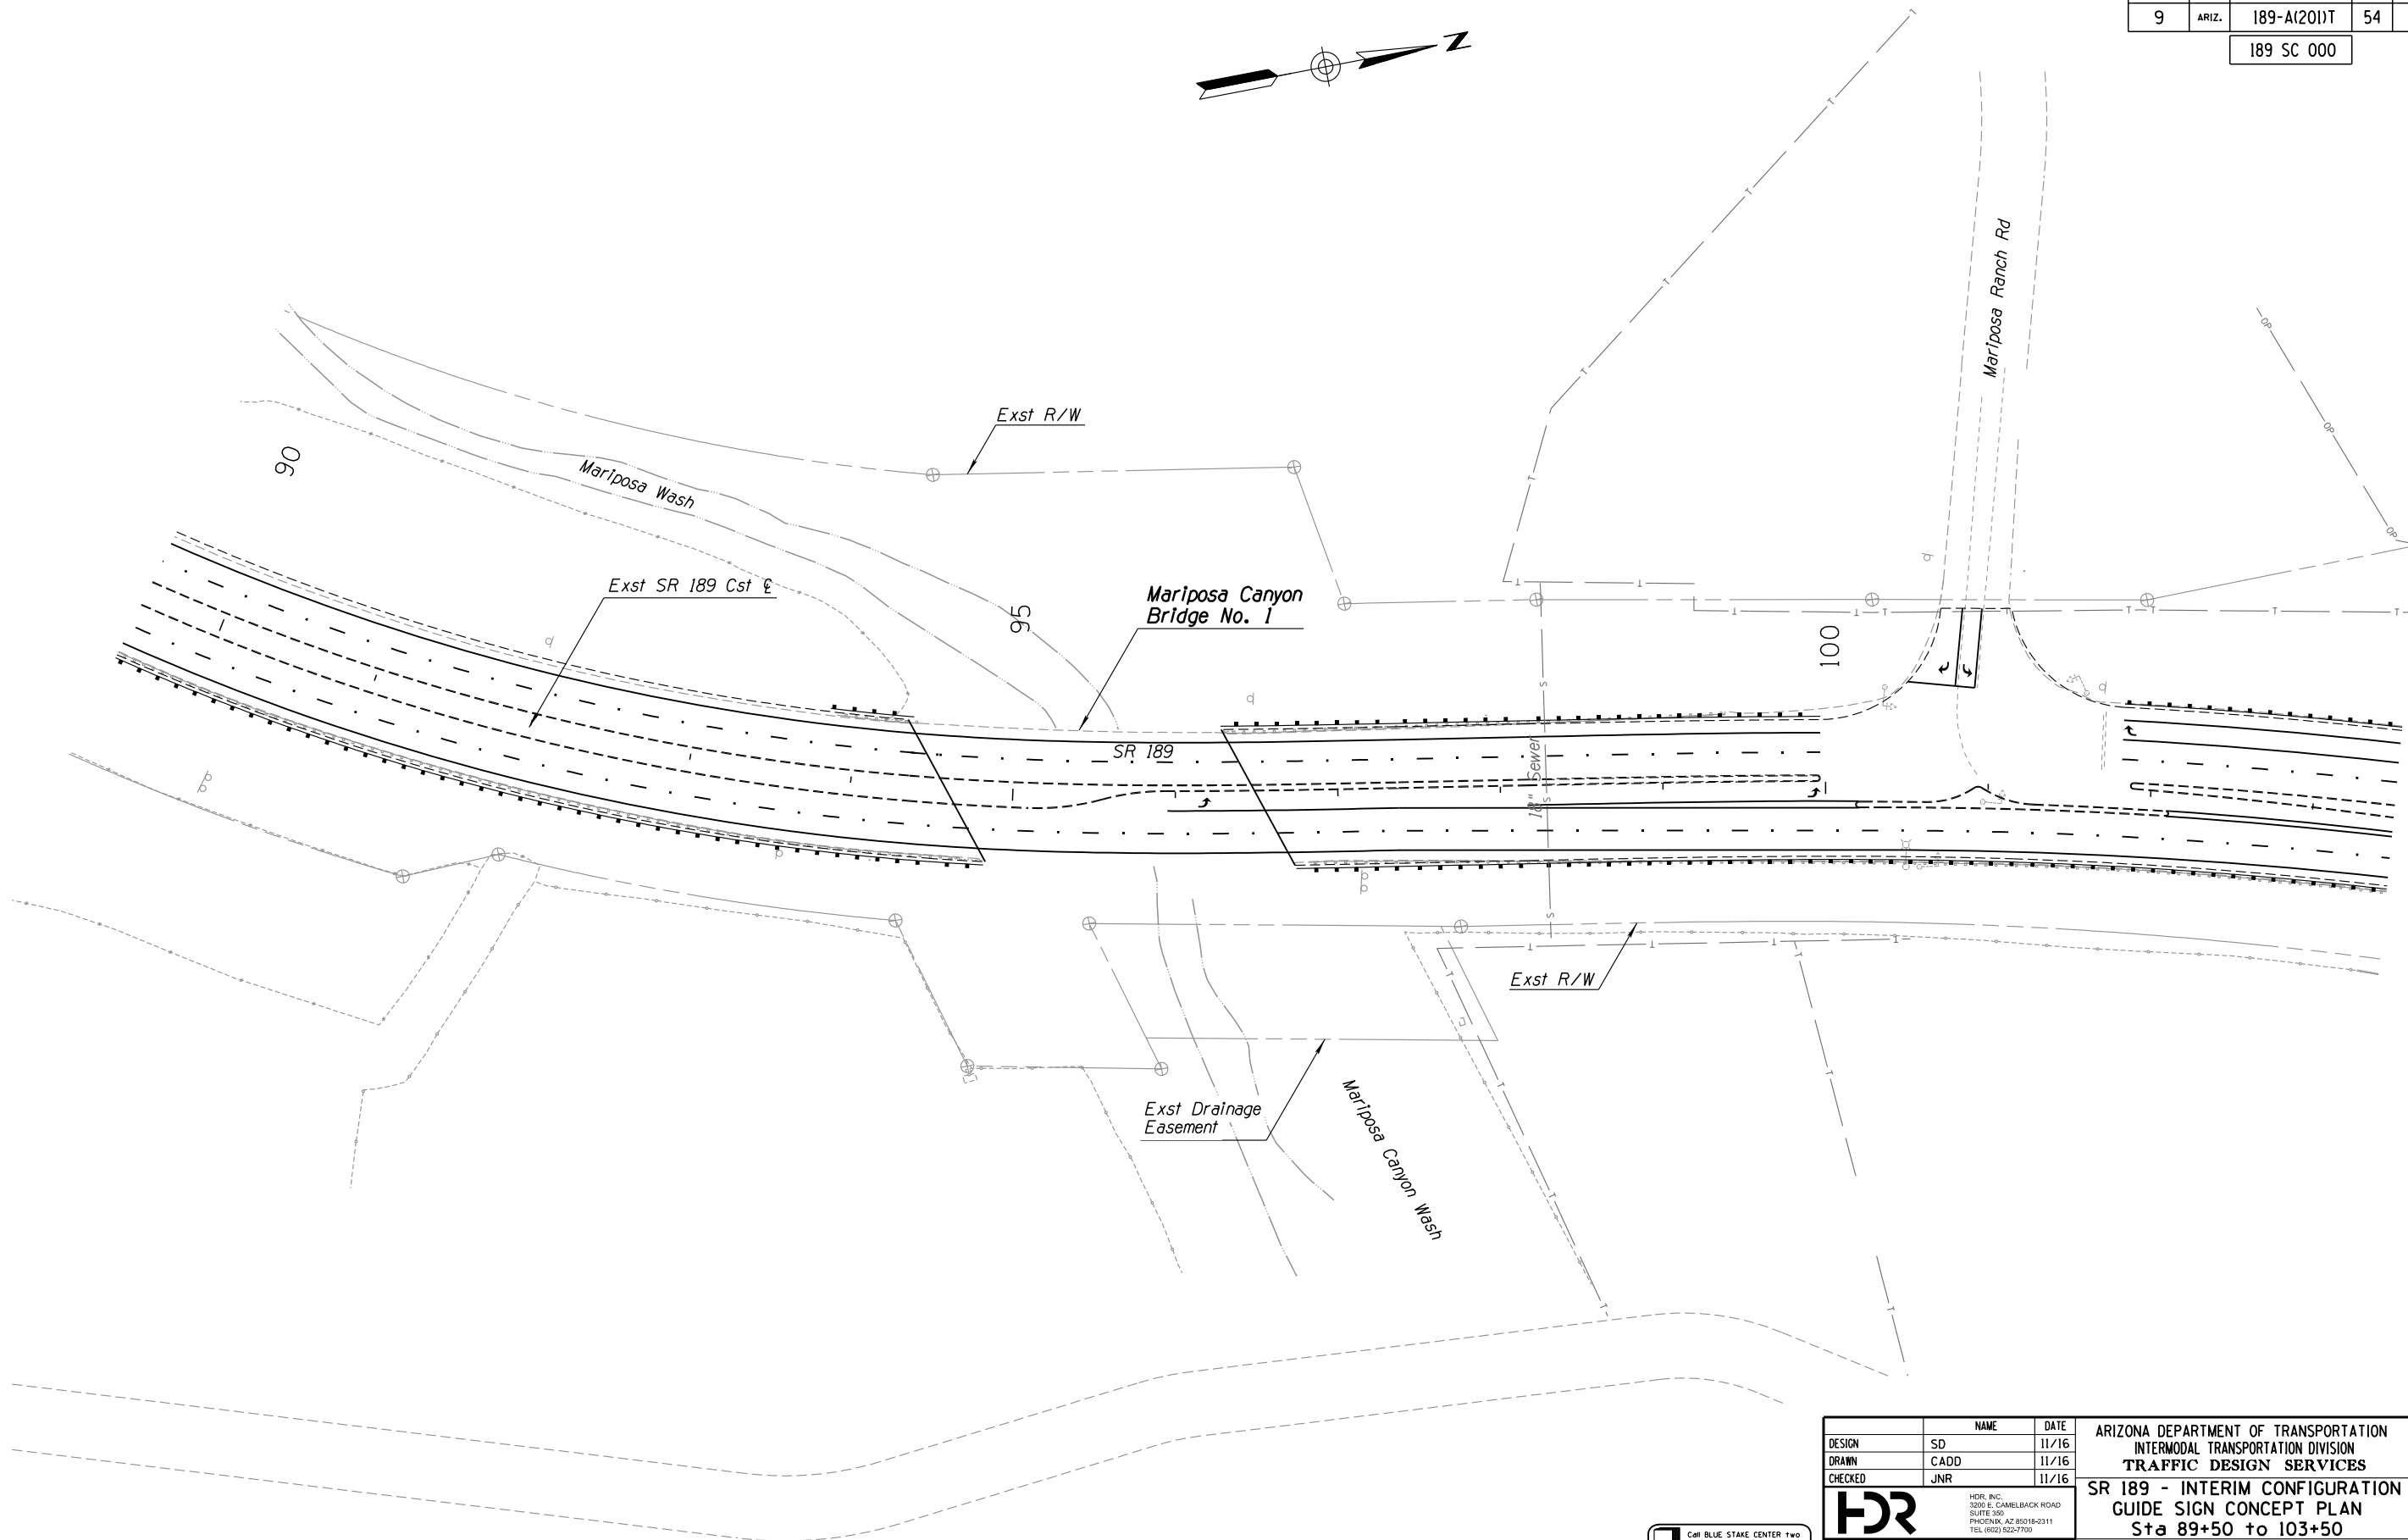 9 ARIZ. 189-A(201)T 54
189 SC 000
N
Mariposa Ranch Rd
Exst R/W
90
Mariposa Wash
Exst SR 189 Cst ℄
95
Mariposa Canyon
Bridge No. 1
100
SR 189
18" Sewer
Exst R/W
Exst Drainage
Easement
Mariposa Canyon Wash
NAME DATE
DESIGN SD 11/16
DRAWN CADD 11/16
CHECKED JNR 11/16
HDR
HDR, INC.
3200 E. CAMELBACK ROAD
SUITE 350
PHOENIX, AZ 85018-2311
TEL (602) 522-7700
ARIZONA DEPARTMENT OF TRANSPORTATION
INTERMODAL TRANSPORTATION DIVISION
TRAFFIC DESIGN SERVICES
SR 189 - INTERIM CONFIGURATION
GUIDE SIGN CONCEPT PLAN
Sta 89+50 to 103+50
Call BLUE STAKE CENTER two